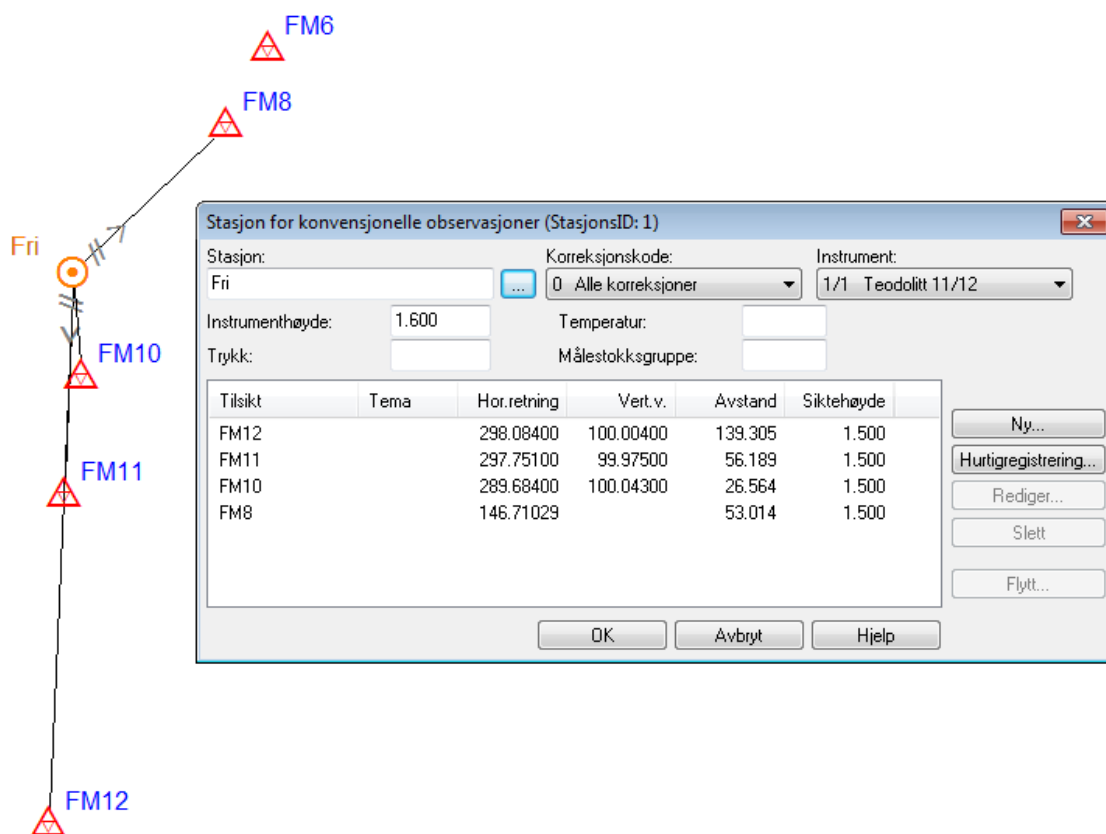 FM6
FM8
Fri
FM10
FM11
FM12
Stasjon for konvensjonelle observasjoner (StasjonsID: 1)
Stasjon: Korreksjonskode: Instrument:
Fri ... 0 Alle korreksjoner 1/1 Teodolitt 11/12
Instrumenthøyde: 1.600 Temperatur:
Trykk: Målestokksgruppe:
Tilsikt Tema Hor.retning Vert.v. Avstand Siktehøyde
FM12 298.08400 100.00400 139.305 1.500
FM11 297.75100 99.97500 56.189 1.500
FM10 289.68400 100.04300 26.564 1.500
FM8 146.71029 53.014 1.500
Ny...
Hurtigregistrering...
Rediger...
Slett
Flytt...
OK Avbryt Hjelp